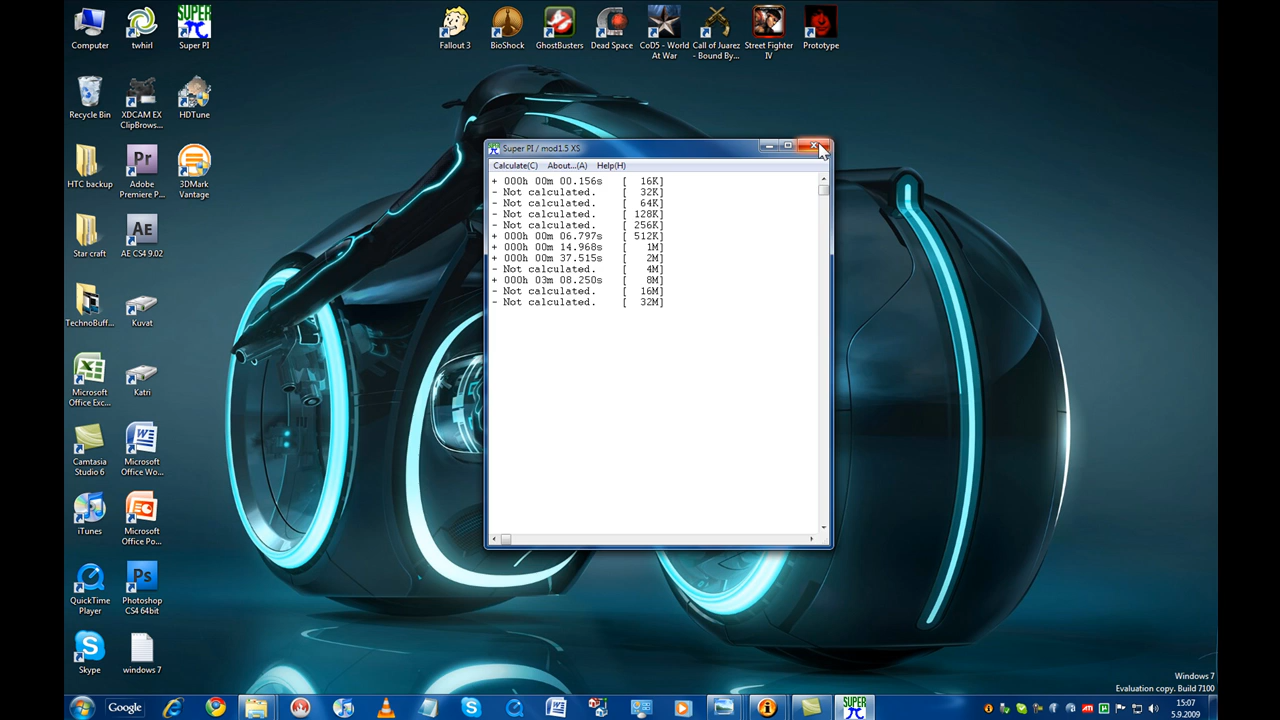 Computer
twhirl
SUPER
Super PI
Fallout 3
BioShock
GhostBusters
Dead Space
CoD5 - World
At War
Call of Juarez
- Bound By...
Street Fighter
IV
Prototype
Recycle Bin
XDCAM EX
ClipBrows...
HDTune
HTC backup
Pr
Adobe
Premiere P...
3DMark
Vantage
Star craft
AE
AE CS4 9.02
TechnoBuff...
Kuvat
Microsoft
Office Exc...
Katri
Camtasia
Studio 6
Microsoft
Office Wo...
iTunes
Microsoft
Office Po...
QuickTime
Player
Ps
Photoshop
CS4 64bit
Skype
windows 7
Super PI / mod1.5 XS
Calculate(C) About...(A) Help(H)
+ 000h 00m 00.156s [ 16K]
- Not calculated. [ 32K]
- Not calculated. [ 64K]
- Not calculated. [ 128K]
- Not calculated. [ 256K]
+ 000h 00m 06.797s [ 512K]
+ 000h 00m 14.968s [ 1M]
+ 000h 00m 37.515s [ 2M]
- Not calculated. [ 4M]
+ 000h 03m 08.250s [ 8M]
- Not calculated. [ 16M]
- Not calculated. [ 32M]
Windows 7
Evaluation copy. Build 7100
Google
SUPER
15:07
5.9.2009